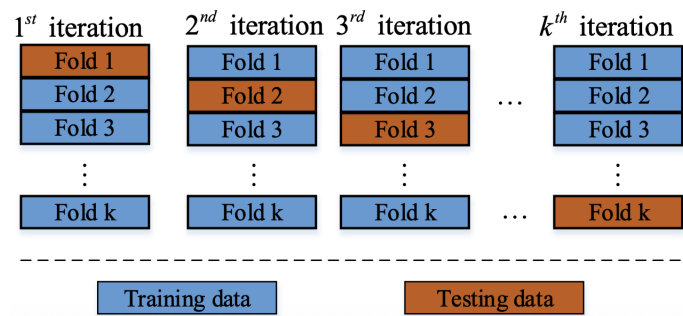 1st iteration 2nd iteration 3rd iteration kth iteration
Fold 1 Fold 1 Fold 1 Fold 1
Fold 2 Fold 2 Fold 2 ... Fold 2
Fold 3 Fold 3 Fold 3 Fold 3
Fold k Fold k Fold k ... Fold k
Training data Testing data